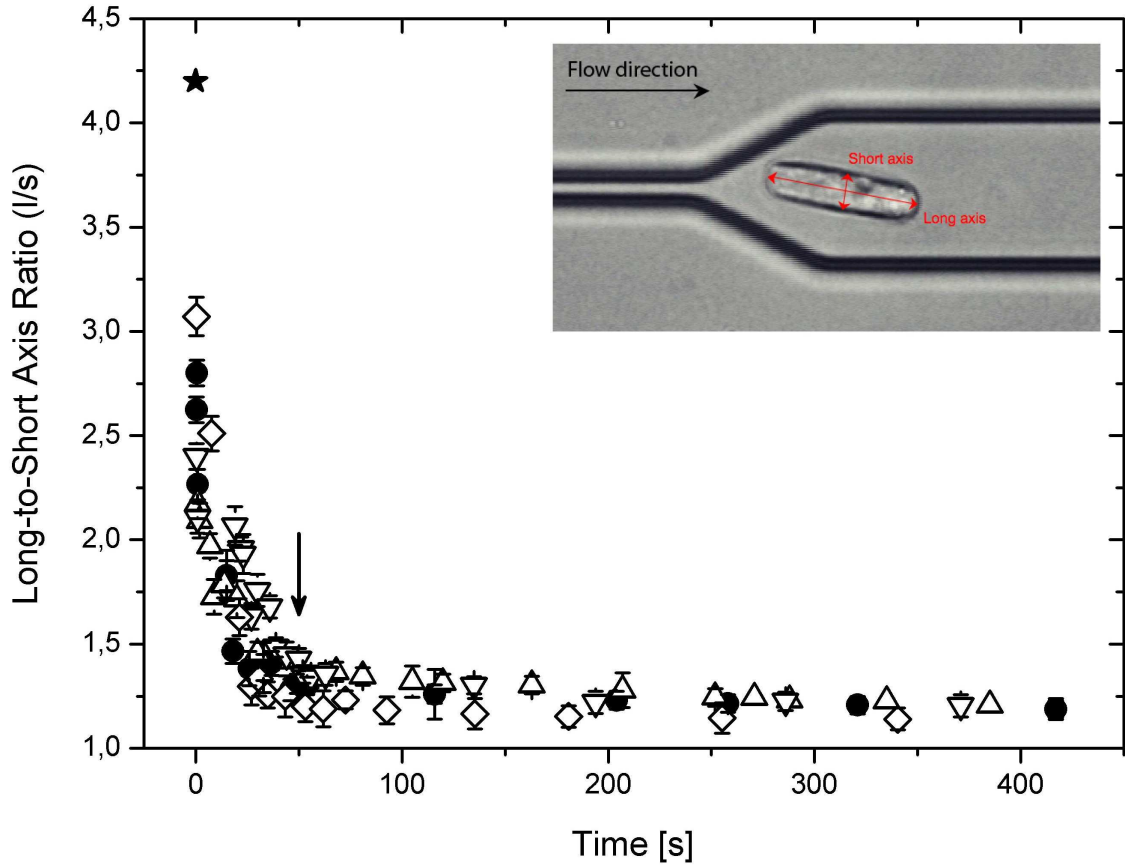 Long-to-Short Axis Ratio (l/s)
4,5
4,0
3,5
3,0
2,5
2,0
1,5
1,0
Flow direction
Short axis
Long axis
0
100
200
300
400
Time [s]